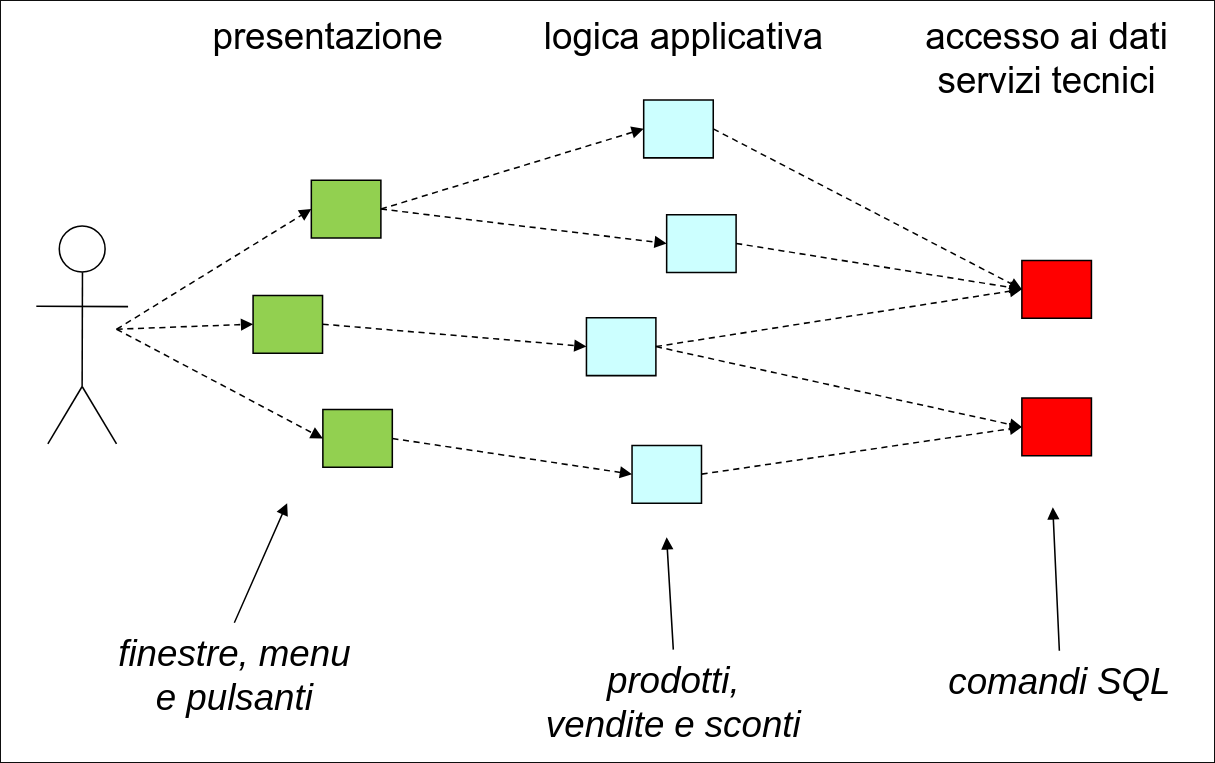 presentazione
logica applicativa
accesso ai dati
servizi tecnici
finestre, menu
e pulsanti
prodotti,
vendite e sconti
comandi SQL